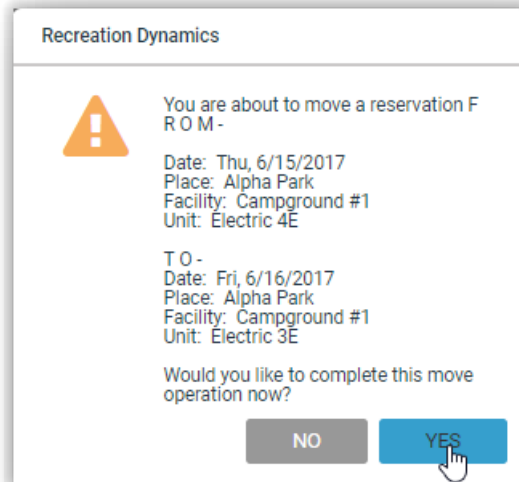 Recreation Dynamics
You are about to move a reservation F
R O M -
Date: Thu, 6/15/2017
Place: Alpha Park
Facility: Campground #1
Unit: Electric 4E
T O -
Date: Fri, 6/16/2017
Place: Alpha Park
Facility: Campground #1
Unit: Electric 3E
Would you like to complete this move
operation now?
NO
YES